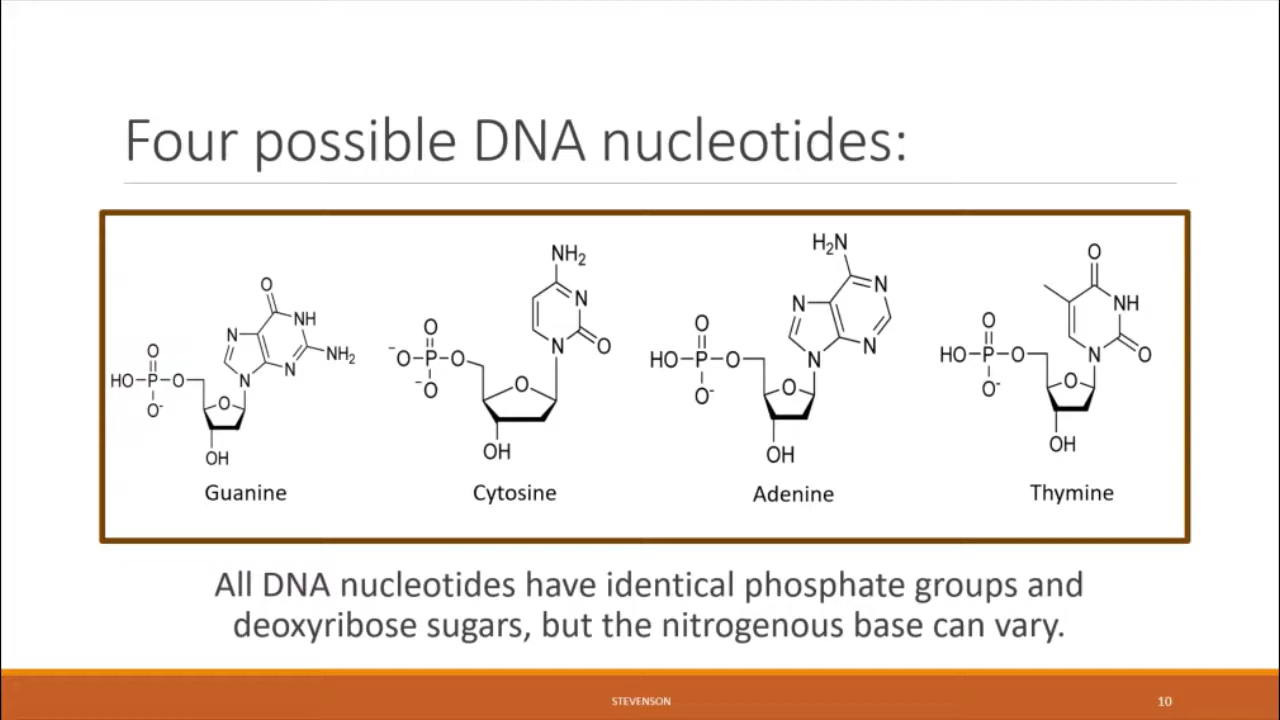 Four possible DNA nucleotides:
O
NH
N
N
NH₂
N
O
HO-P-O
O⁻
O
OH
Guanine
NH₂
N
N
O
O
⁻O-P-O
⁻O
O
OH
Cytosine
H₂N
N
N
N
N
O
HO-P-O
O⁻
O
OH
Adenine
O
NH
N
O
O
HO-P-O
O⁻
O
OH
Thymine
All DNA nucleotides have identical phosphate groups and
deoxyribose sugars, but the nitrogenous base can vary.
STEVENSON
10